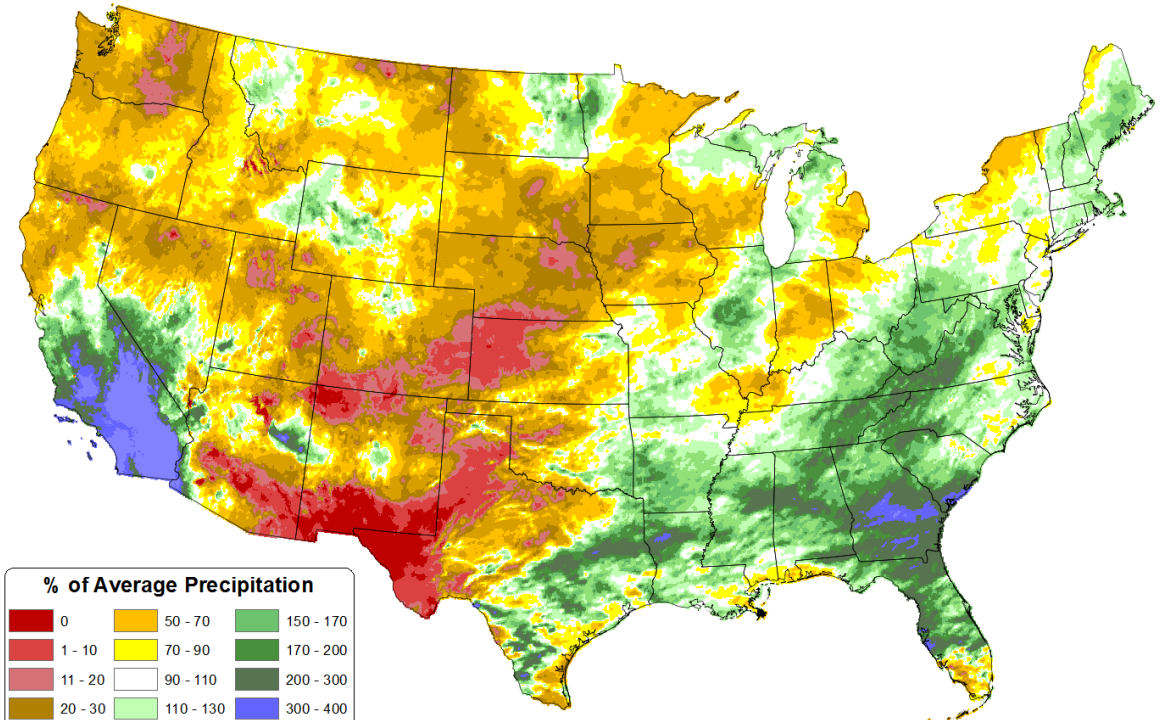 % of Average Precipitation
0 50 - 70 150 - 170
1 - 10 70 - 90 170 - 200
11 - 20 90 - 110 200 - 300
20 - 30 110 - 130 300 - 400